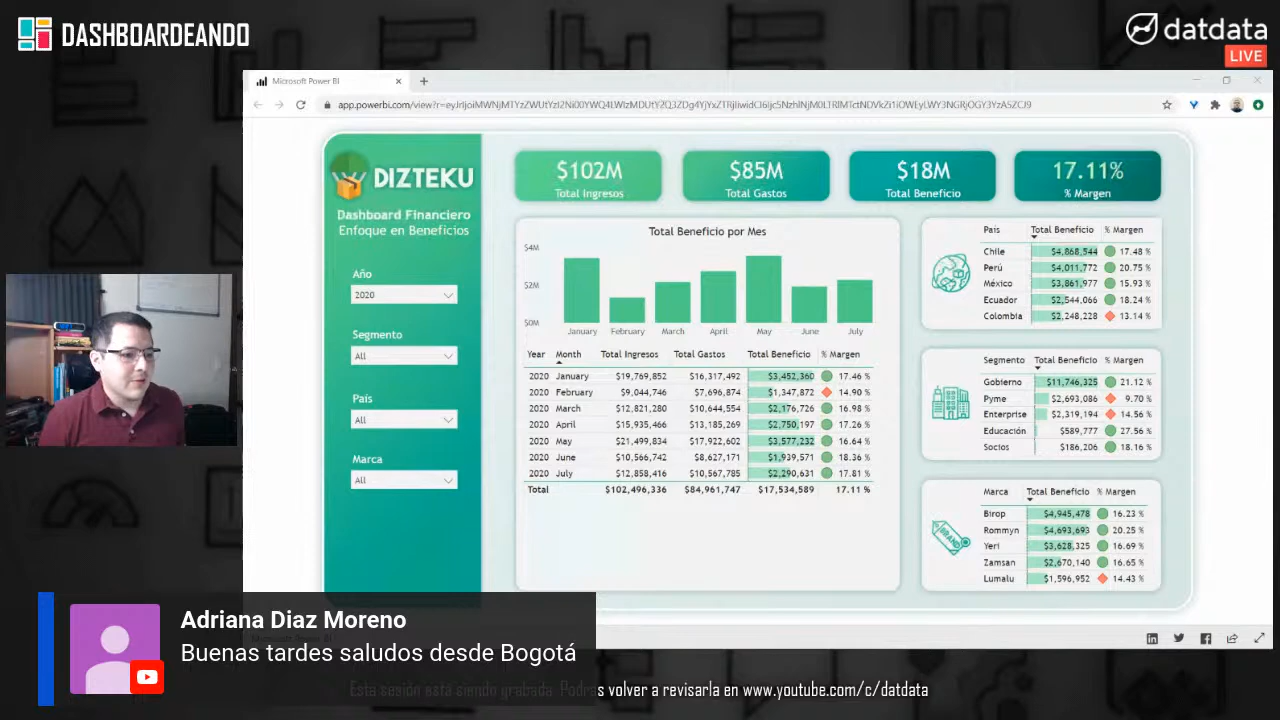 DASHBOARDEANDO
datdata
LIVE
Microsoft Power BI
DIZTEKU
Dashboard Financiero
Enfoque en Beneficios
Año
2020
Segmento
All
País
All
Marca
All
$102M
Total Ingresos
$85M
Total Gastos
$18M
Total Beneficio
17.11%
% Margen
Total Beneficio por Mes
$4M
$2M
$0M
January February March April May June July
Year Month Total Ingresos Total Gastos Total Beneficio % Margen
2020 January $19,769,852 $16,317,492 $3,452,360 17.46 %
2020 February $9,044,746 $7,696,874 $1,347,872 14.90 %
2020 March $12,821,280 $10,644,554 $2,176,726 16.98 %
2020 April $15,935,466 $13,185,269 $2,750,197 17.26 %
2020 May $21,499,834 $17,922,602 $3,577,232 16.64 %
2020 June $10,566,742 $8,627,171 $1,939,571 18.36 %
2020 July $12,858,416 $10,567,785 $2,290,631 17.81 %
Total $102,496,336 $84,961,747 $17,534,589 17.11 %
País Total Beneficio % Margen
Chile $4,868,544 17.48 %
Perú $4,011,772 20.75 %
México $3,861,977 15.93 %
Ecuador $2,544,066 18.24 %
Colombia $2,248,228 13.14 %
Segmento Total Beneficio % Margen
Gobierno $11,746,325 21.12 %
Pyme $2,693,086 9.70 %
Enterprise $2,319,194 14.56 %
Educación $589,777 27.56 %
Socios $186,206 18.16 %
Marca Total Beneficio % Margen
Birop $4,945,478 16.23 %
Rommyn $4,693,693 20.25 %
Yeri $3,628,325 16.69 %
Zamsan $2,670,140 16.65 %
Lumalu $1,596,952 14.43 %
BRAND
Adriana Diaz Moreno
Buenas tardes saludos desde Bogotá
Esta sesión está siendo grabada. Podrás volver a revisarla en www.youtube.com/c/datdata